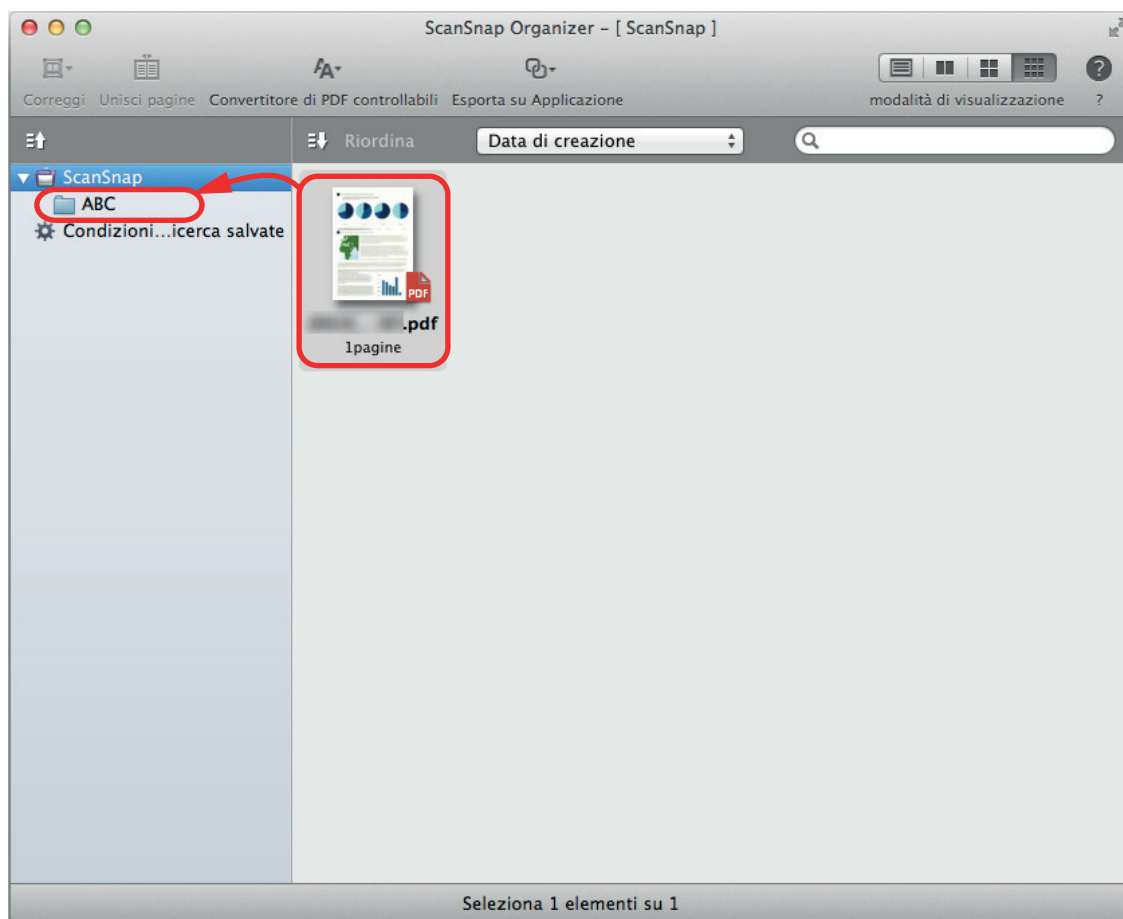 ScanSnap Organizer – [ ScanSnap ]
Correggi Unisci pagine Convertitore di PDF controllabili Esporta su Applicazione modalità di visualizzazione ?
Riordina Data di creazione
ScanSnap
ABC
Condizioni...icerca salvate
PDF
.pdf
1pagine
Seleziona 1 elementi su 1